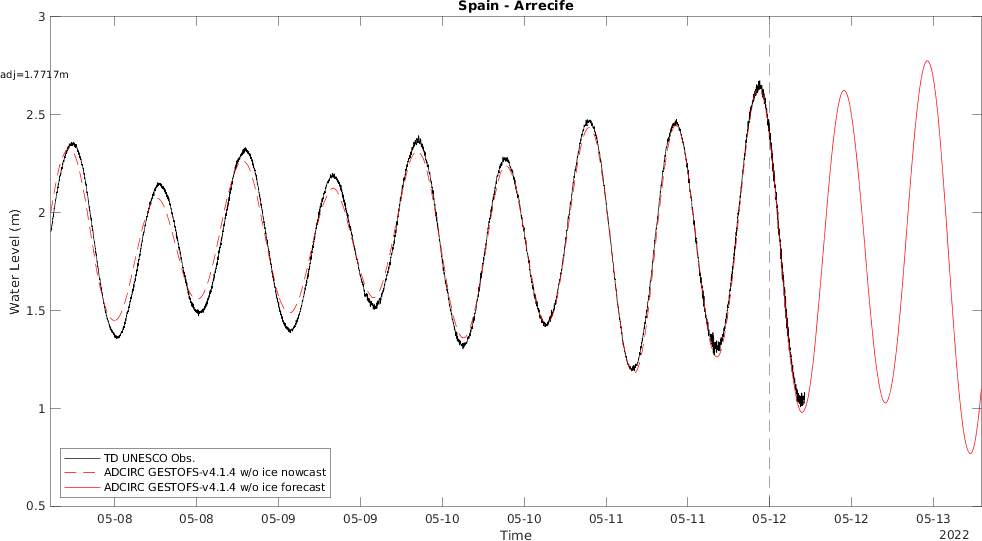 Spain - Arrecife
adj=1.7717m
3
2.5
2
1.5
1
0.5
Water Level (m)
TD UNESCO Obs.
ADCIRC GESTOFS-v4.1.4 w/o ice nowcast
ADCIRC GESTOFS-v4.1.4 w/o ice forecast
05-08 05-08 05-09 05-09 05-10 05-10 05-11 05-11 05-12 05-12 05-13
Time
2022